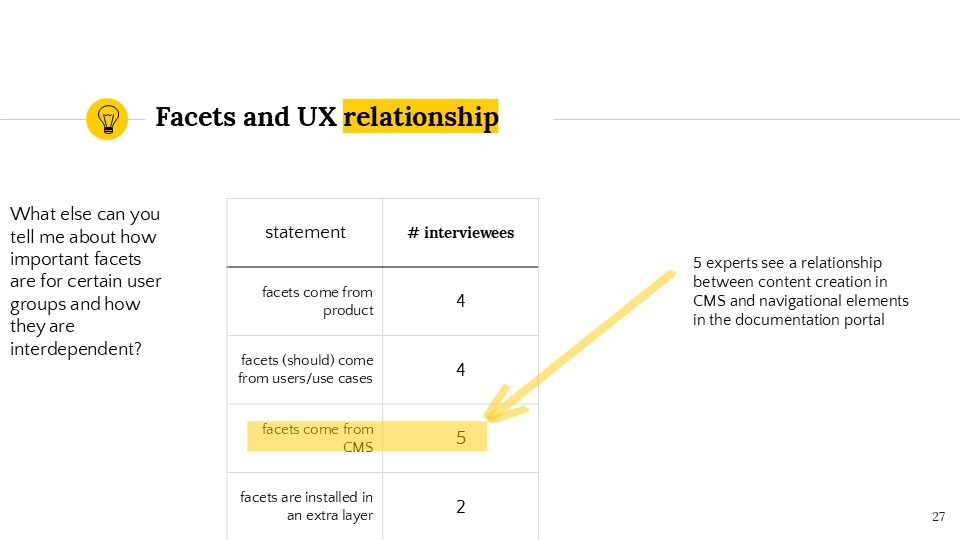 Facets and UX relationship
What else can you
tell me about how
important facets
are for certain user
groups and how
they are
interdependent?
statement # interviewees
facets come from
product
4
facets (should) come
from users/use cases
4
facets come from
CMS
5
facets are installed in
an extra layer
2
5 experts see a relationship
between content creation in
CMS and navigational elements
in the documentation portal
27